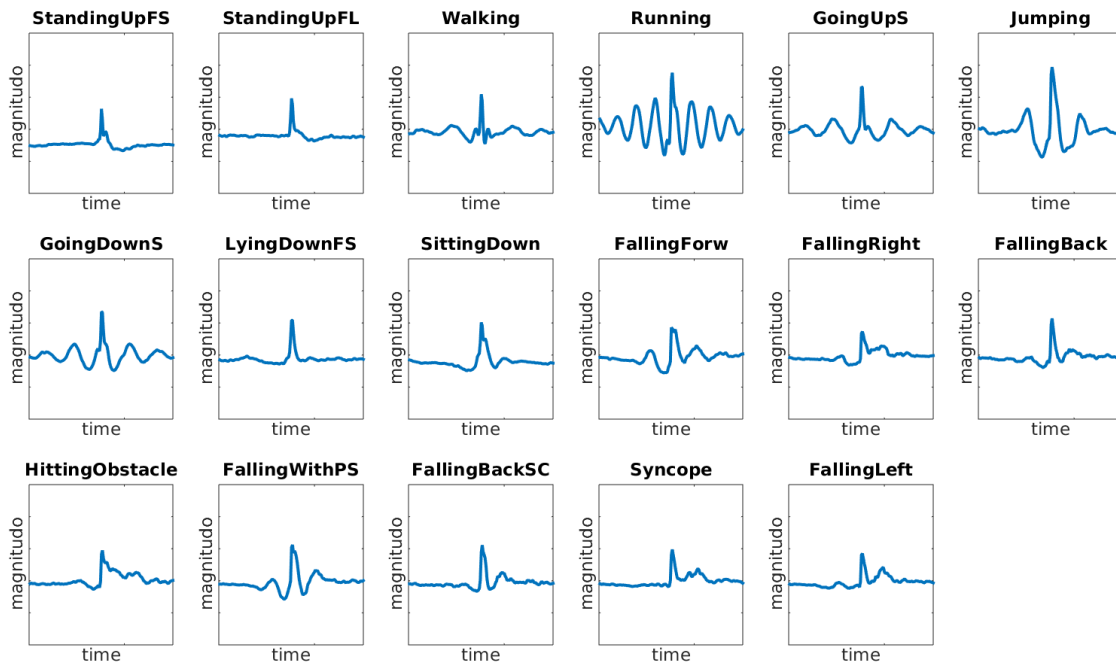 StandingUpFS StandingUpFL Walking Running GoingUpS Jumping
magnitudo magnitudo magnitudo magnitudo magnitudo magnitudo
time time time time time time
GoingDownS LyingDownFS SittingDown FallingForw FallingRight FallingBack
magnitudo magnitudo magnitudo magnitudo magnitudo magnitudo
time time time time time time
HittingObstacle FallingWithPS FallingBackSC Syncope FallingLeft
magnitudo magnitudo magnitudo magnitudo magnitudo
time time time time time